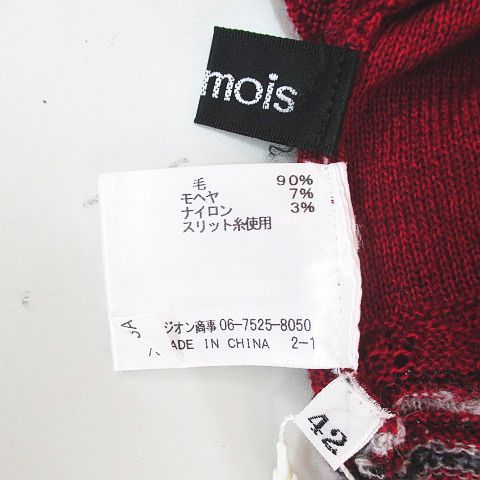 mois
毛 90%
モヘヤ 7%
ナイロン 3%
スリット糸使用
ジオン商事 06-7525-8050
ADE IN CHINA 2-1
42